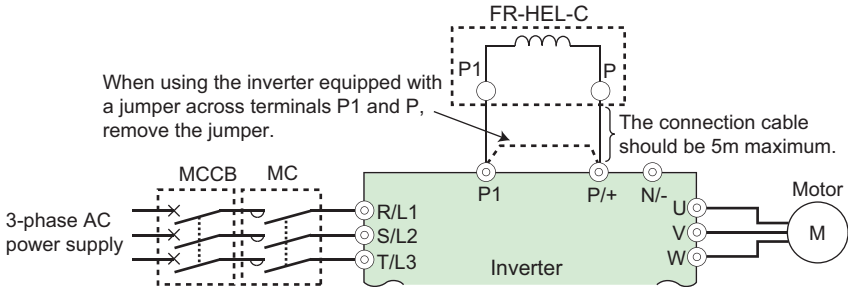 FR-HEL-C
P1
P
When using the inverter equipped with
a jumper across terminals P1 and P,
remove the jumper.
The connection cable
should be 5m maximum.
MCCB
MC
P1
P/+
N/-
Motor
3-phase AC
power supply
R/L1
S/L2
T/L3
Inverter
U
V
W
M